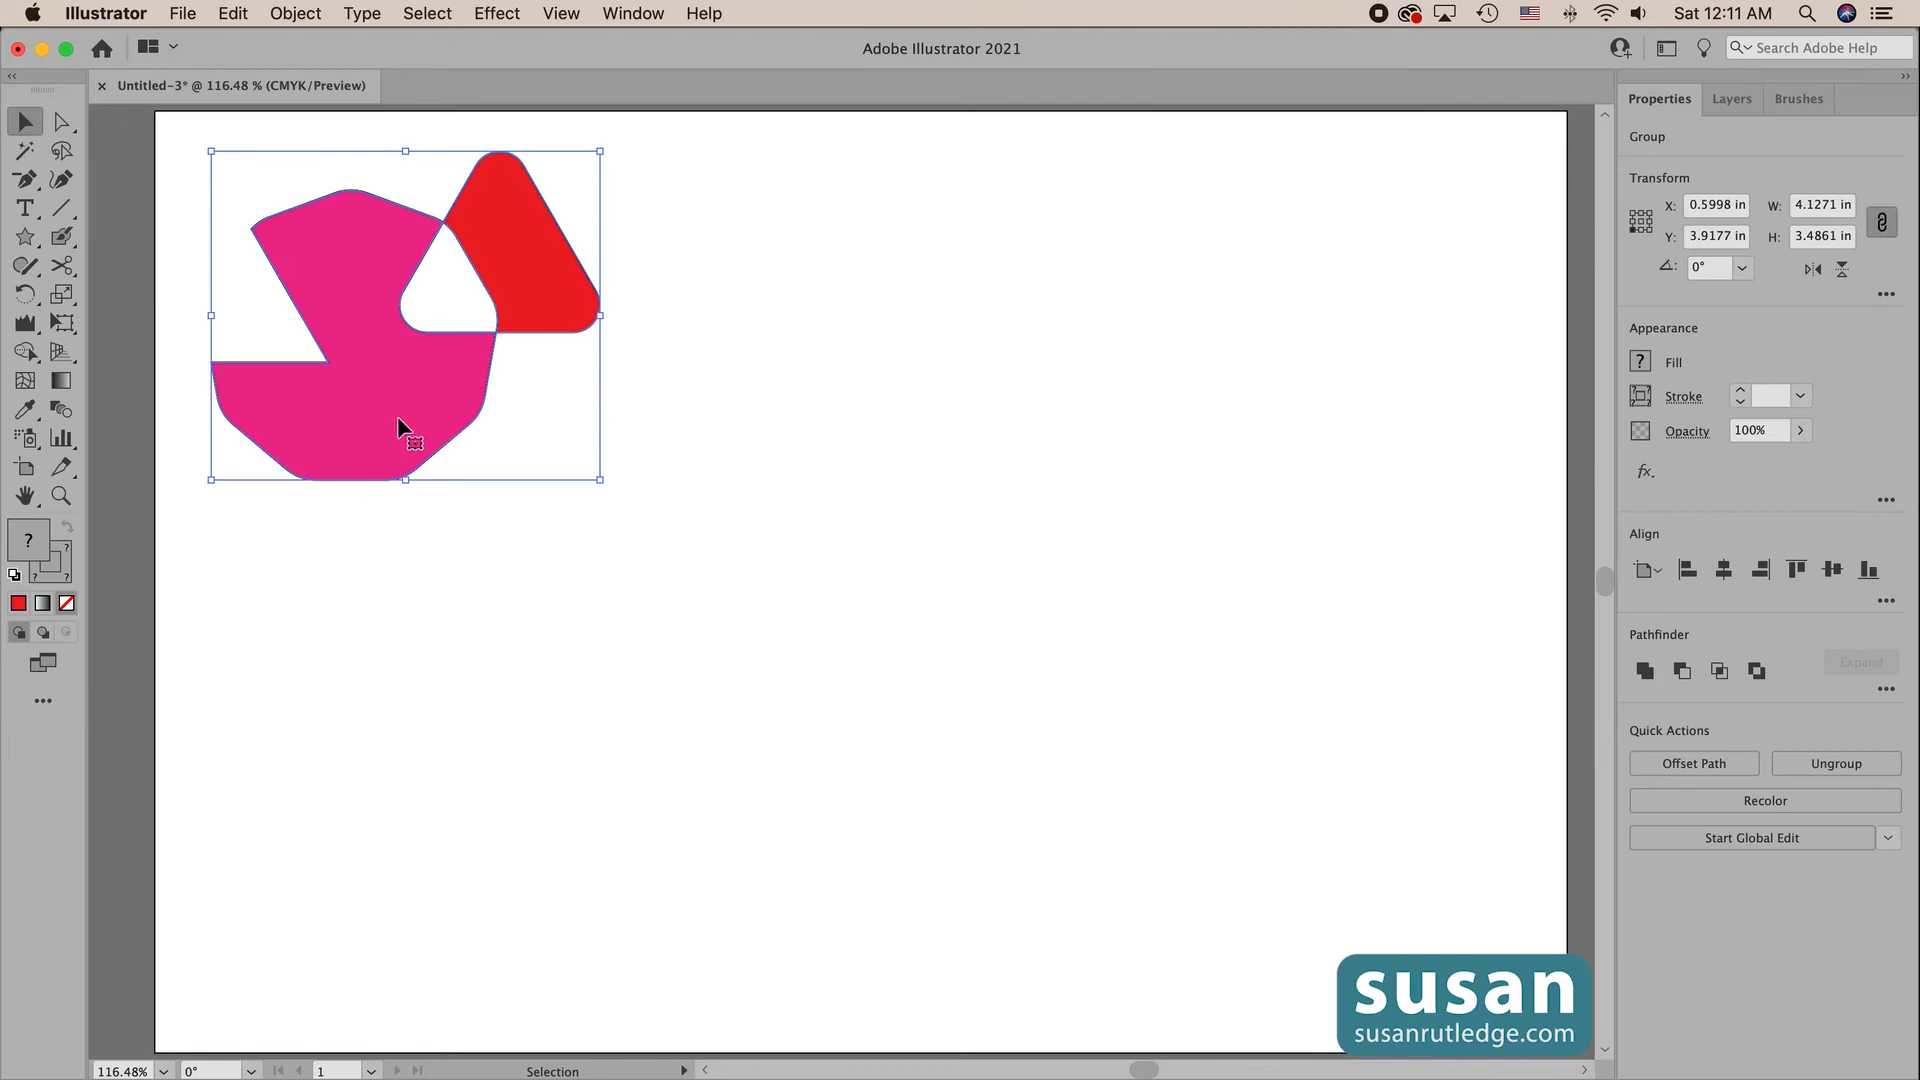 Illustrator File Edit Object Type Select Effect View Window Help Sat 12:11 AM
Adobe Illustrator 2021
Search Adobe Help
× Untitled-3* @ 116.48 % (CMYK/Preview)
Properties Layers Brushes
Group
Transform
X: 0.5998 in W: 4.1271 in
Y: 3.9177 in H: 3.4861 in
0°
Appearance
? Fill
Stroke
Opacity 100%
fx.
Align
Pathfinder
Expand
Quick Actions
Offset Path Ungroup
Recolor
Start Global Edit
T
?
?
? ?
susan
susanrutledge.com
116.48% 0° 1 Selection